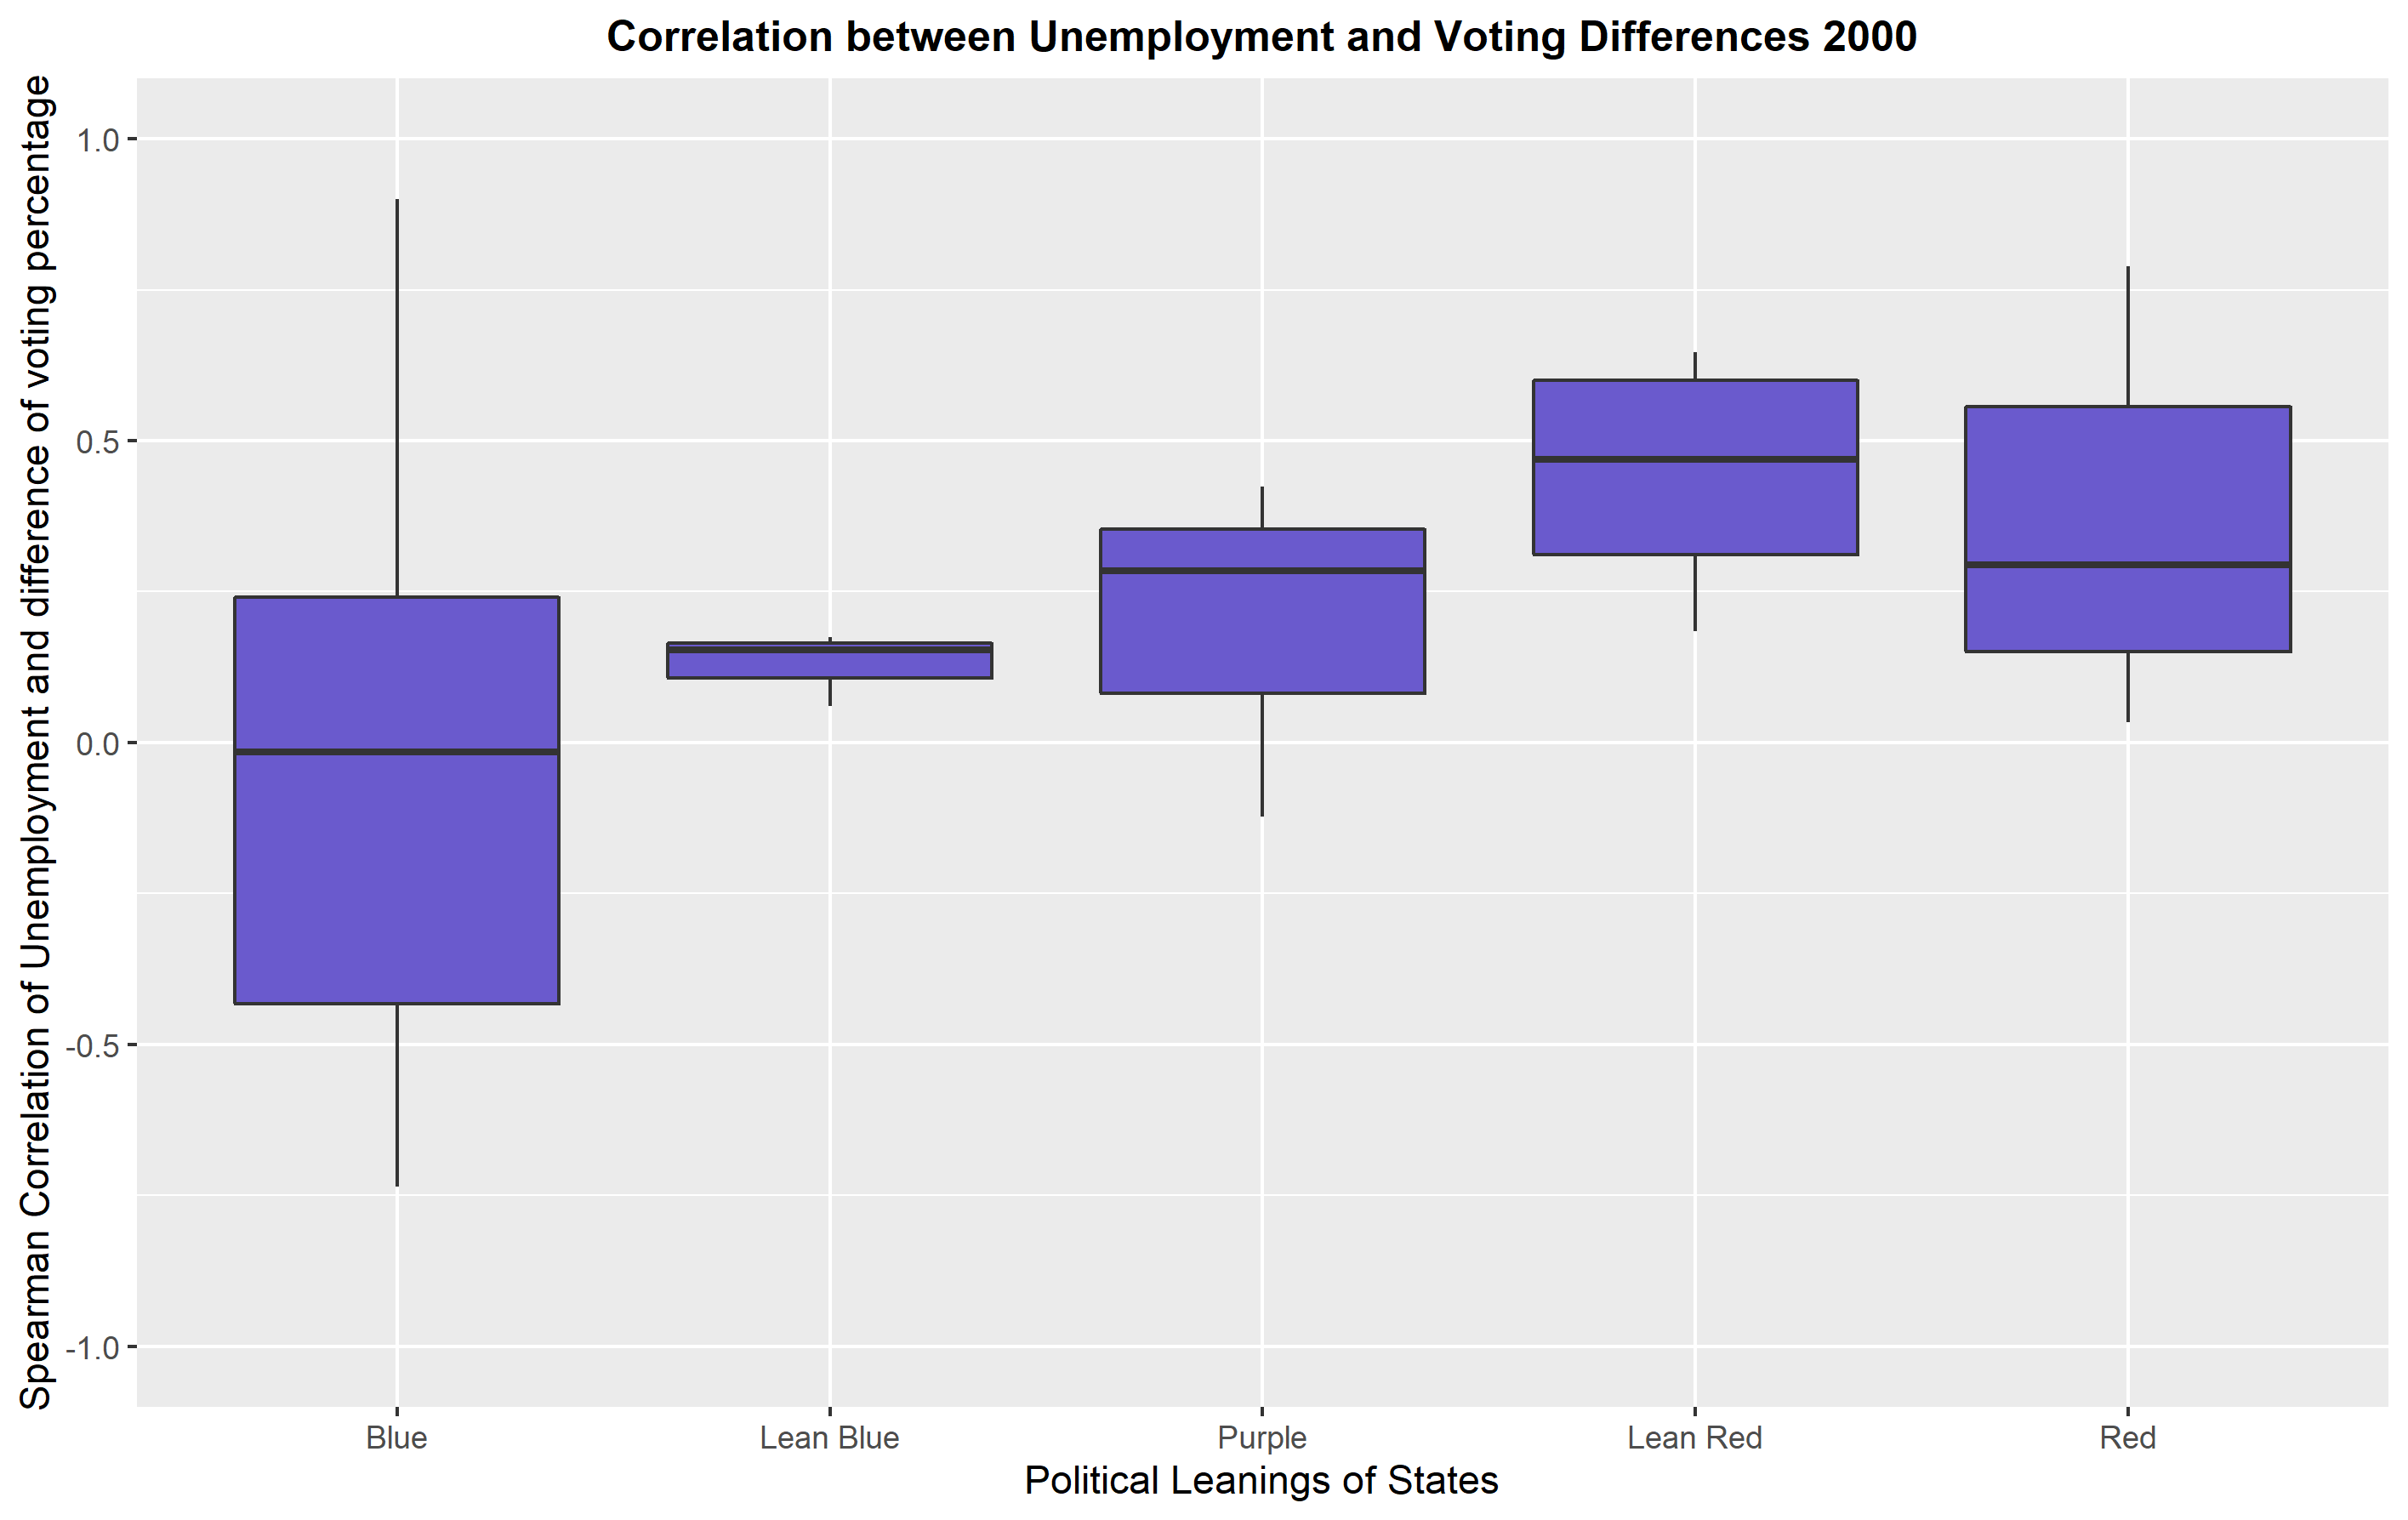 Correlation between Unemployment and Voting Differences 2000
Spearman Correlation of Unemployment and difference of voting percentage
1.0
0.5
0.0
-0.5
-1.0
Blue
Lean Blue
Purple
Lean Red
Red
Political Leanings of States